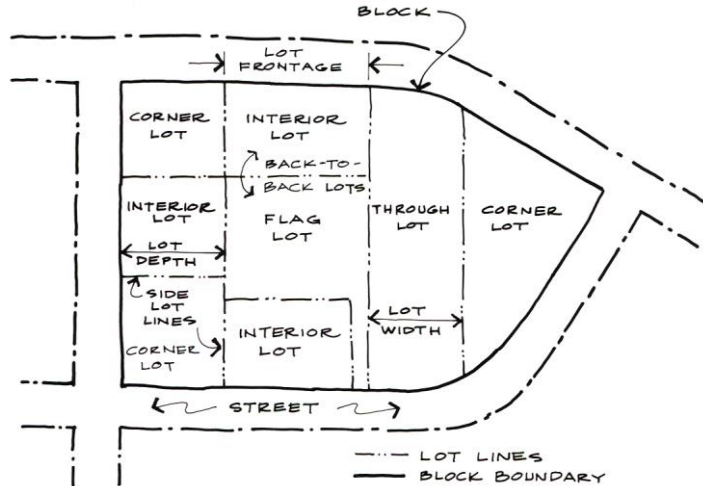 BLOCK
LOT
FRONTAGE
CORNER
LOT
INTERIOR
LOT
BACK-TO-
BACK LOTS
INTERIOR
LOT
FLAG
LOT
THROUGH
LOT
CORNER
LOT
LOT
DEPTH
SIDE
LOT
LINES
CORNER
LOT
INTERIOR
LOT
LOT
WIDTH
STREET
LOT LINES
BLOCK BOUNDARY